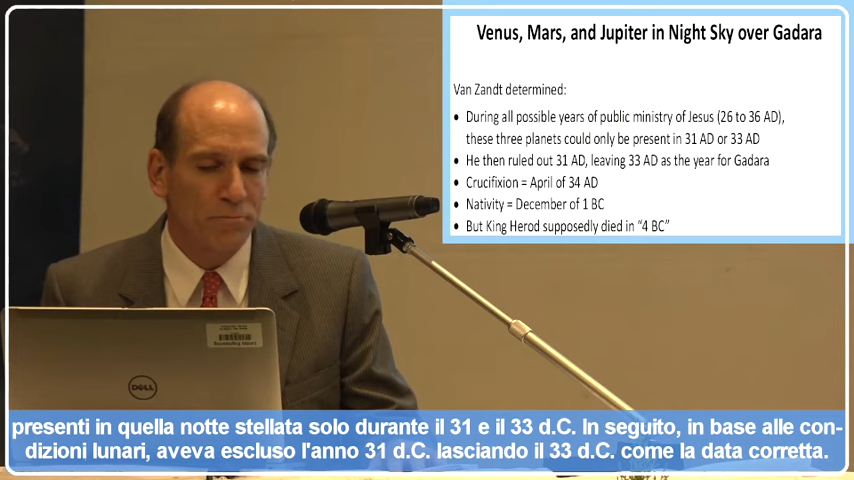 Venus, Mars, and Jupiter in Night Sky over Gadara
Van Zandt determined:
• During all possible years of public ministry of Jesus (26 to 36 AD),
these three planets could only be present in 31 AD or 33 AD
• He then ruled out 31 AD, leaving 33 AD as the year for Gadara
• Crucifixion = April of 34 AD
• Nativity = December of 1 BC
• But King Herod supposedly died in “4 BC”
DELL
presenti in quella notte stellata solo durante il 31 e il 33 d.C. In seguito, in base alle con-
dizioni lunari, aveva escluso l'anno 31 d.C. lasciando il 33 d.C. come la data corretta.